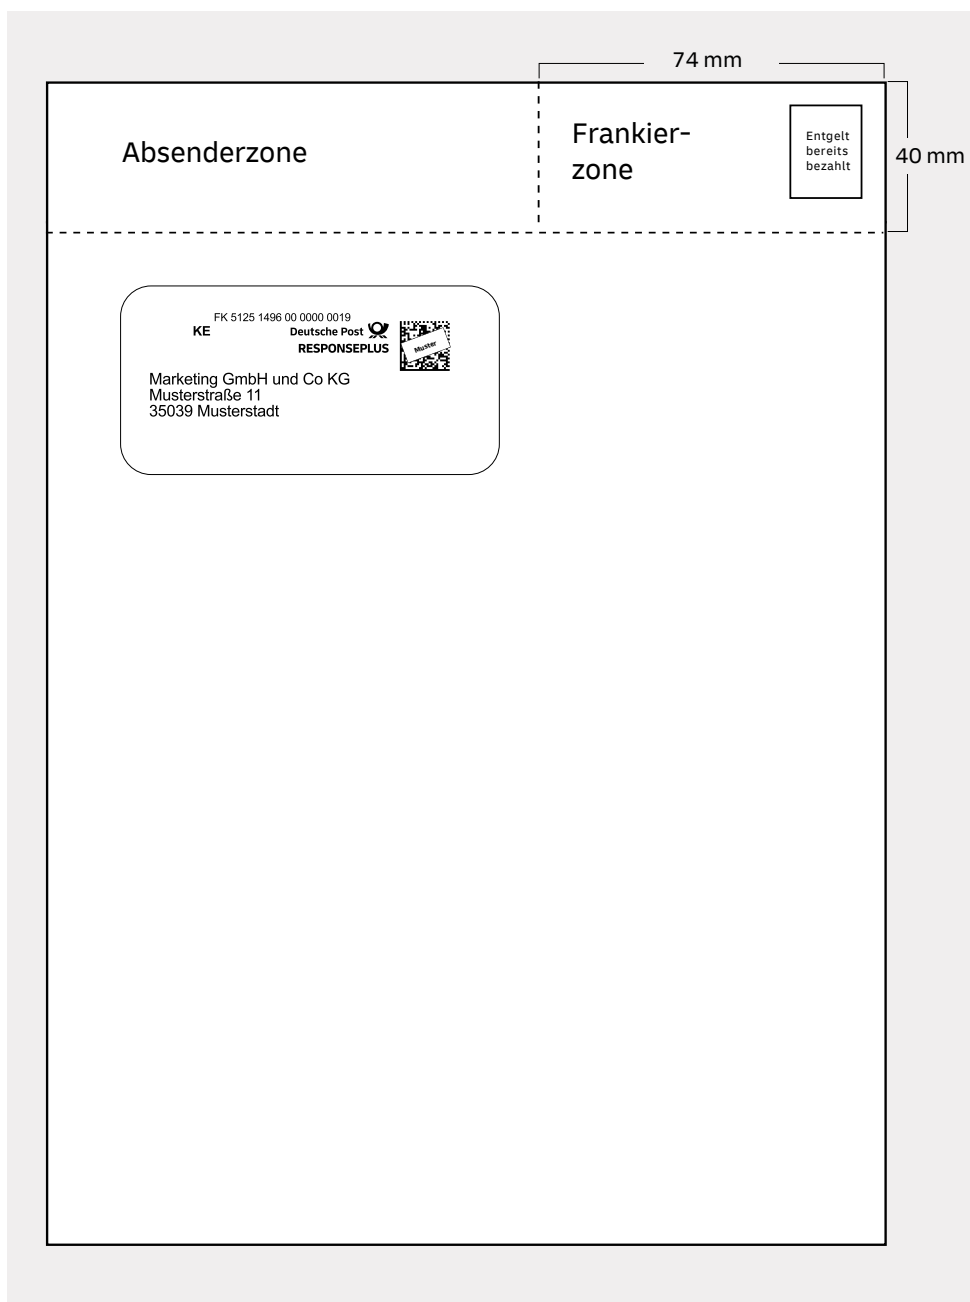 74 mm
Absenderzone
Frankier-
zone
Entgelt
bereits
bezahlt
40 mm
FK 5125 1496 00 0000 0019
KE Deutsche Post
RESPONSEPLUS
Muster
Marketing GmbH und Co KG
Musterstraße 11
35039 Musterstadt